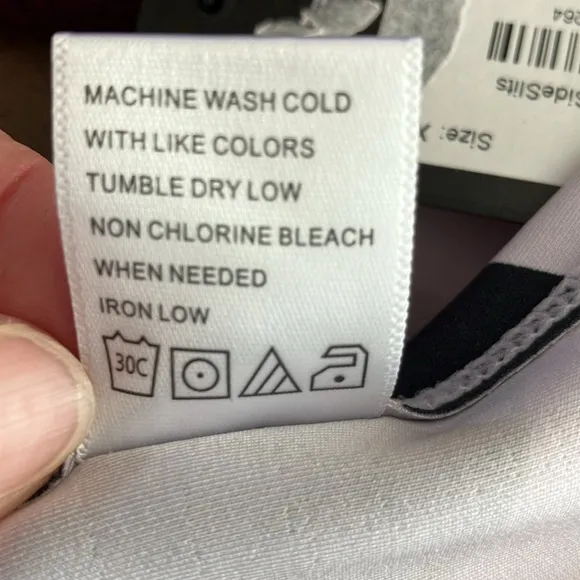 MACHINE WASH COLD
WITH LIKE COLORS
TUMBLE DRY LOW
NON CHLORINE BLEACH
WHEN NEEDED
IRON LOW
30C
SideSlits
Size: X